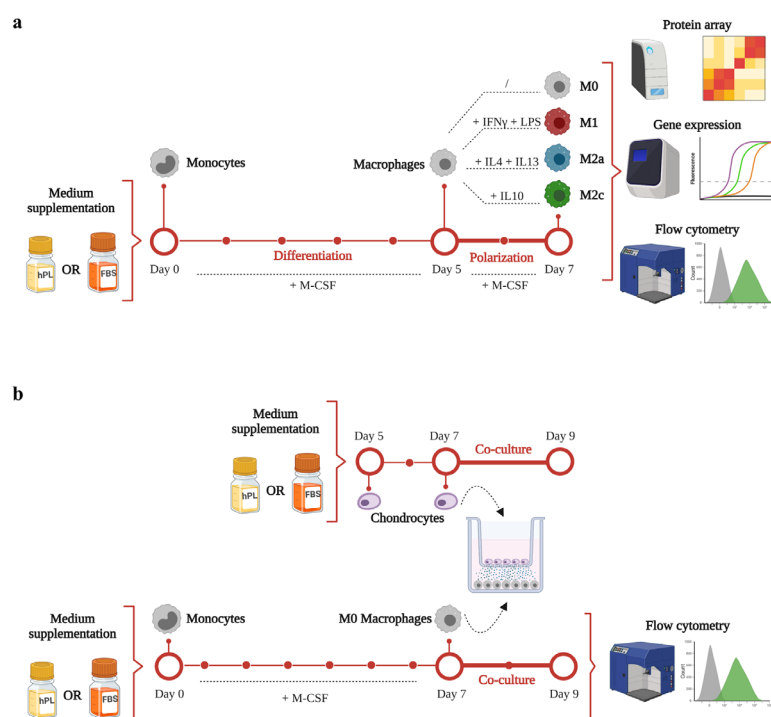 a
Protein array
/
M0
+ IFNγ + LPS
M1
Gene expression
Monocytes
Macrophages
+ IL4 + IL13
M2a
Fluorescence
Medium
supplementation
+ IL10
M2c
hPL
OR
FBS
Differentiation
Polarization
Flow cytometry
Day 0
Day 5
Day 7
+ M-CSF
+ M-CSF
Count
b
Medium
supplementation
Day 5
Day 7
Day 9
Co-culture
hPL
OR
FBS
Chondrocytes
Medium
supplementation
Monocytes
M0 Macrophages
Flow cytometry
hPL
OR
FBS
Day 0
Day 7
Co-culture
Day 9
+ M-CSF
Count